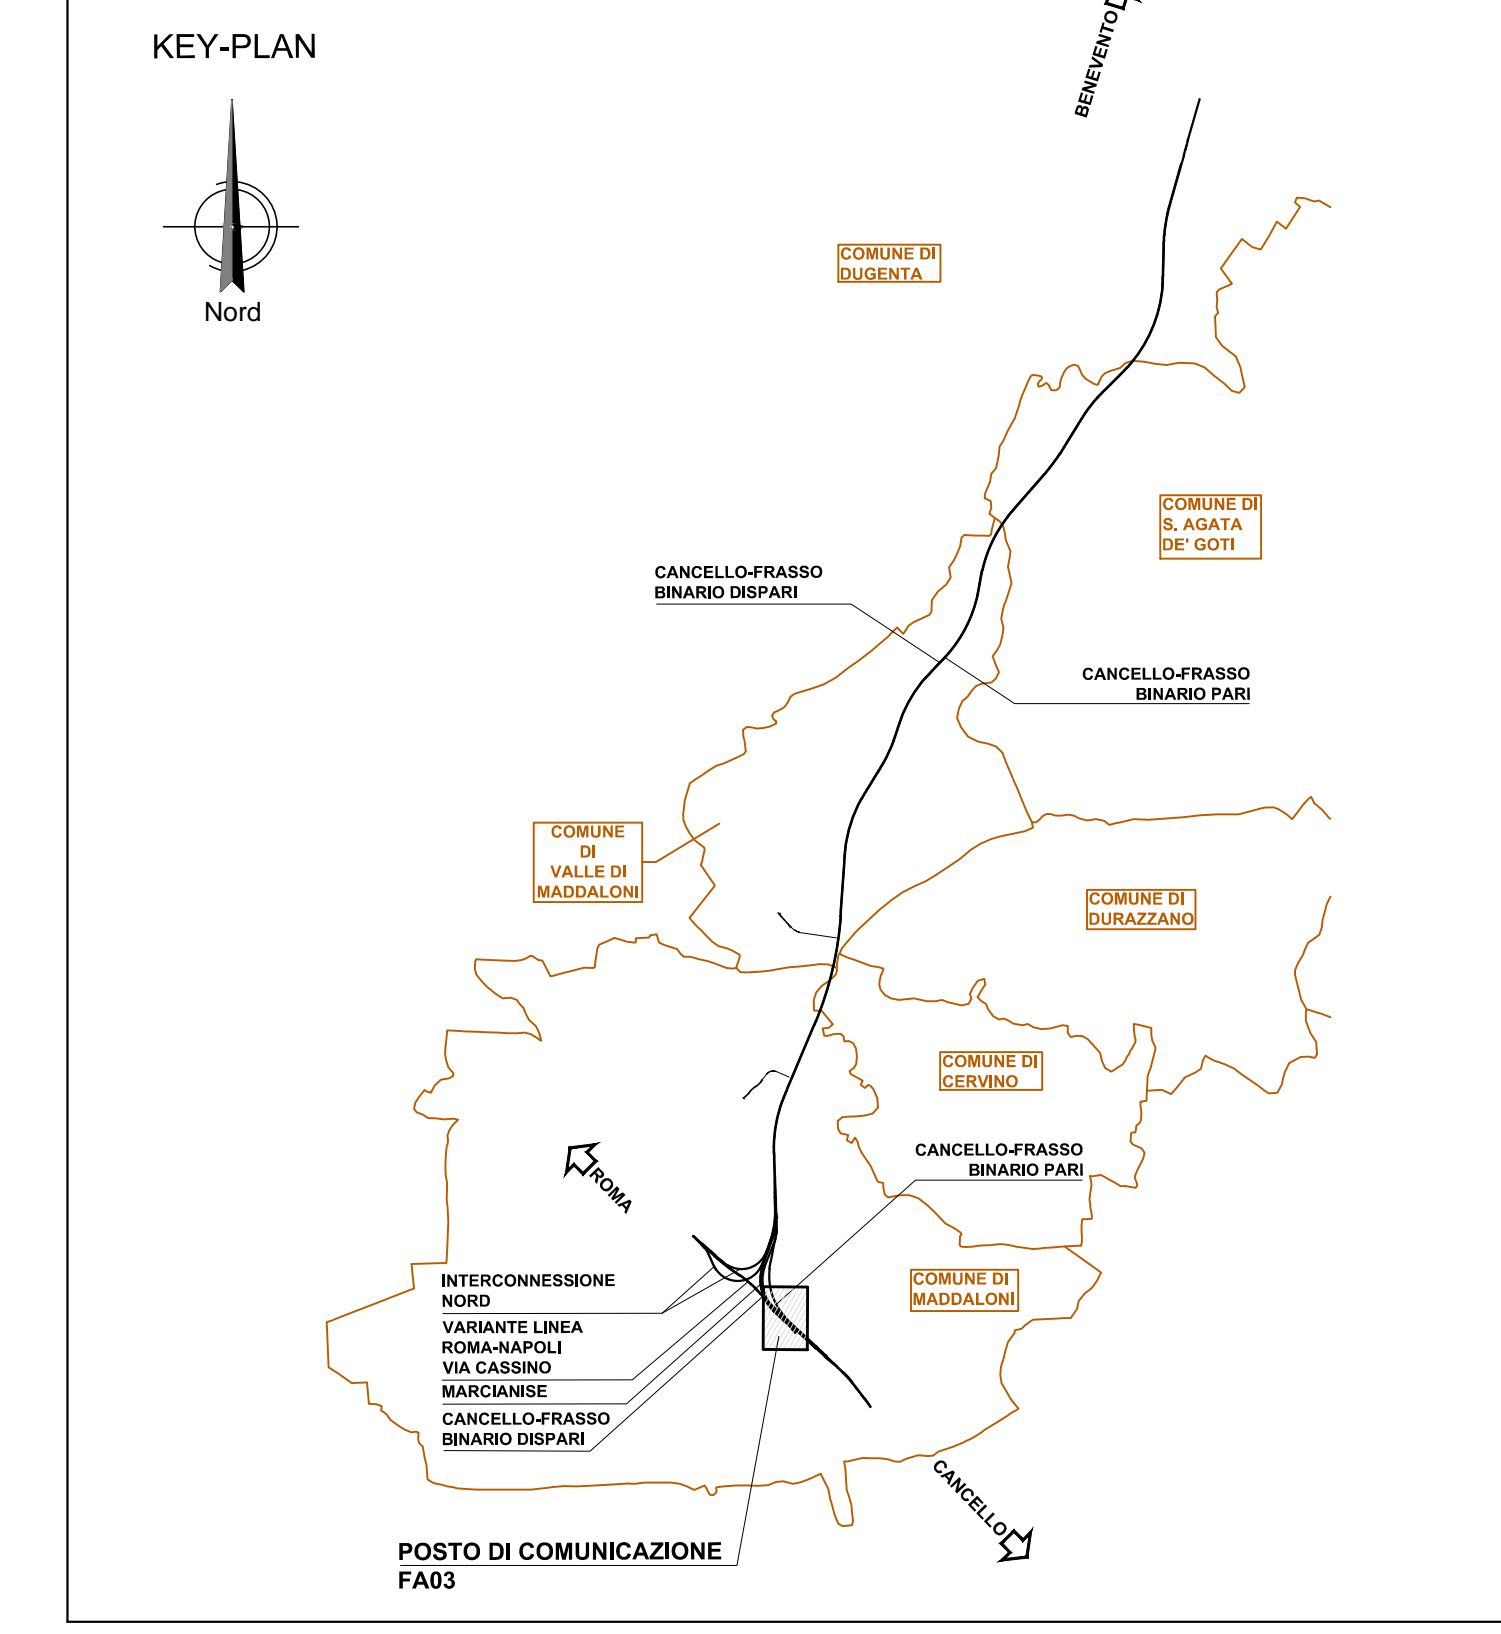 KEY-PLAN
BENEVENTO
Nord
COMUNE DI
DUGENTA
COMUNE DI
S. AGATA
DE' GOTI
CANCELLO-FRASSO
BINARIO DISPARI
CANCELLO-FRASSO
BINARIO PARI
COMUNE
DI
VALLE DI
MADDALONI
COMUNE DI
DURAZZANO
COMUNE DI
CERVINO
CANCELLO-FRASSO
BINARIO PARI
ROMA
INTERCONNESSIONE
NORD
COMUNE DI
MADDALONI
VARIANTE LINEA
ROMA-NAPOLI
VIA CASSINO
MARCIANISE
CANCELLO-FRASSO
BINARIO DISPARI
CANCELLO
POSTO DI COMUNICAZIONE
FA03